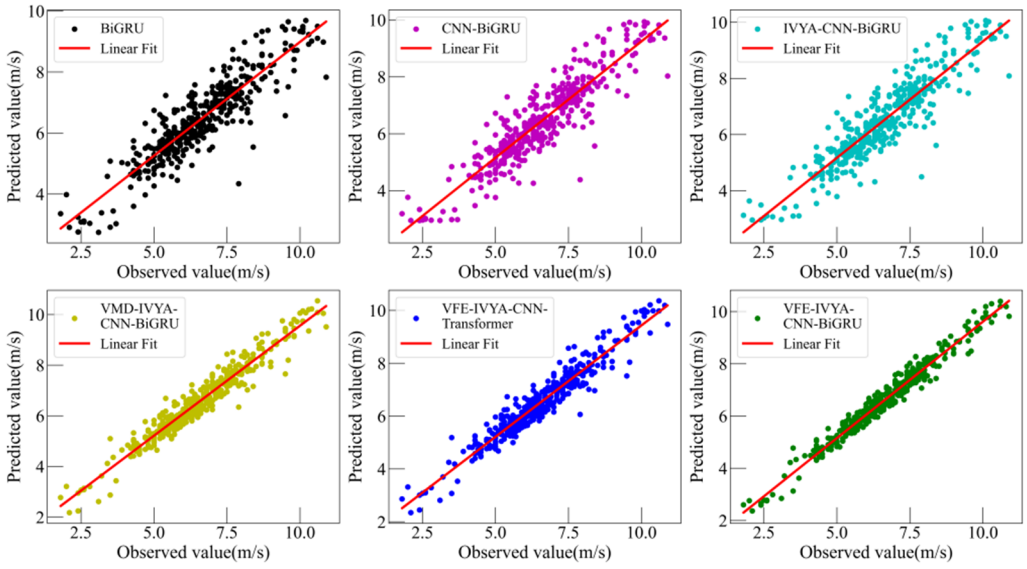 10
8
6
4
Predicted value(m/s)
BiGRU
Linear Fit
2.5 5.0 7.5 10.0
Observed value(m/s)
10
8
6
4
Predicted value(m/s)
CNN-BiGRU
Linear Fit
2.5 5.0 7.5 10.0
Observed value(m/s)
10
8
6
4
Predicted value(m/s)
IVYA-CNN-BiGRU
Linear Fit
2.5 5.0 7.5 10.0
Observed value(m/s)
10
8
6
4
2
Predicted value(m/s)
VMD-IVYA-
CNN-BiGRU
Linear Fit
2.5 5.0 7.5 10.0
Observed value(m/s)
10
8
6
4
2
Predicted value(m/s)
VFE-IVYA-CNN-
Transformer
Linear Fit
2.5 5.0 7.5 10.0
Observed value(m/s)
10
8
6
4
2
Predicted value(m/s)
VFE-IVYA-
CNN-BiGRU
Linear Fit
2.5 5.0 7.5 10.0
Observed value(m/s)